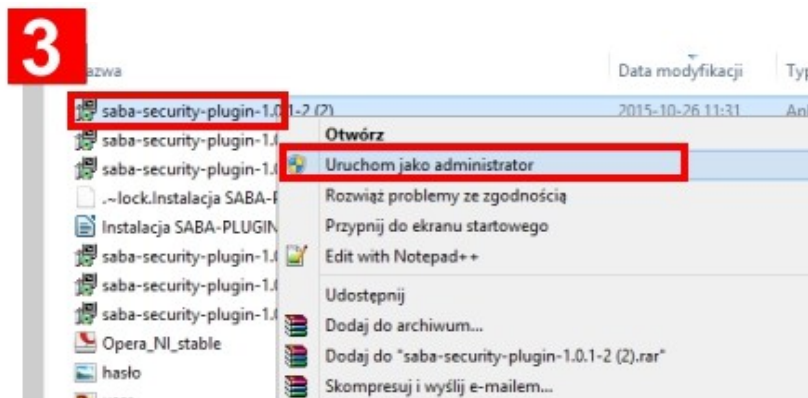 3
azwa Data modyfikacji Typ
saba-security-plugin-1.0.1-2 (2) 2015-10-26 11:31
saba-security-plugin-1.0
Otwórz
saba-security-plugin-1.0
Uruchom jako administrator
.~lock.Instalacja SABA-P
Rozwiąż problemy ze zgodnością
Instalacja SABA-PLUGIN
Przypnij do ekranu startowego
saba-security-plugin-1.0
Edit with Notepad++
saba-security-plugin-1.0
Udostępnij
saba-security-plugin-1.0
Dodaj do archiwum...
Opera_NI_stable
Dodaj do "saba-security-plugin-1.0.1-2 (2).rar"
hasło
Skompresuj i wyślij e-mailem...